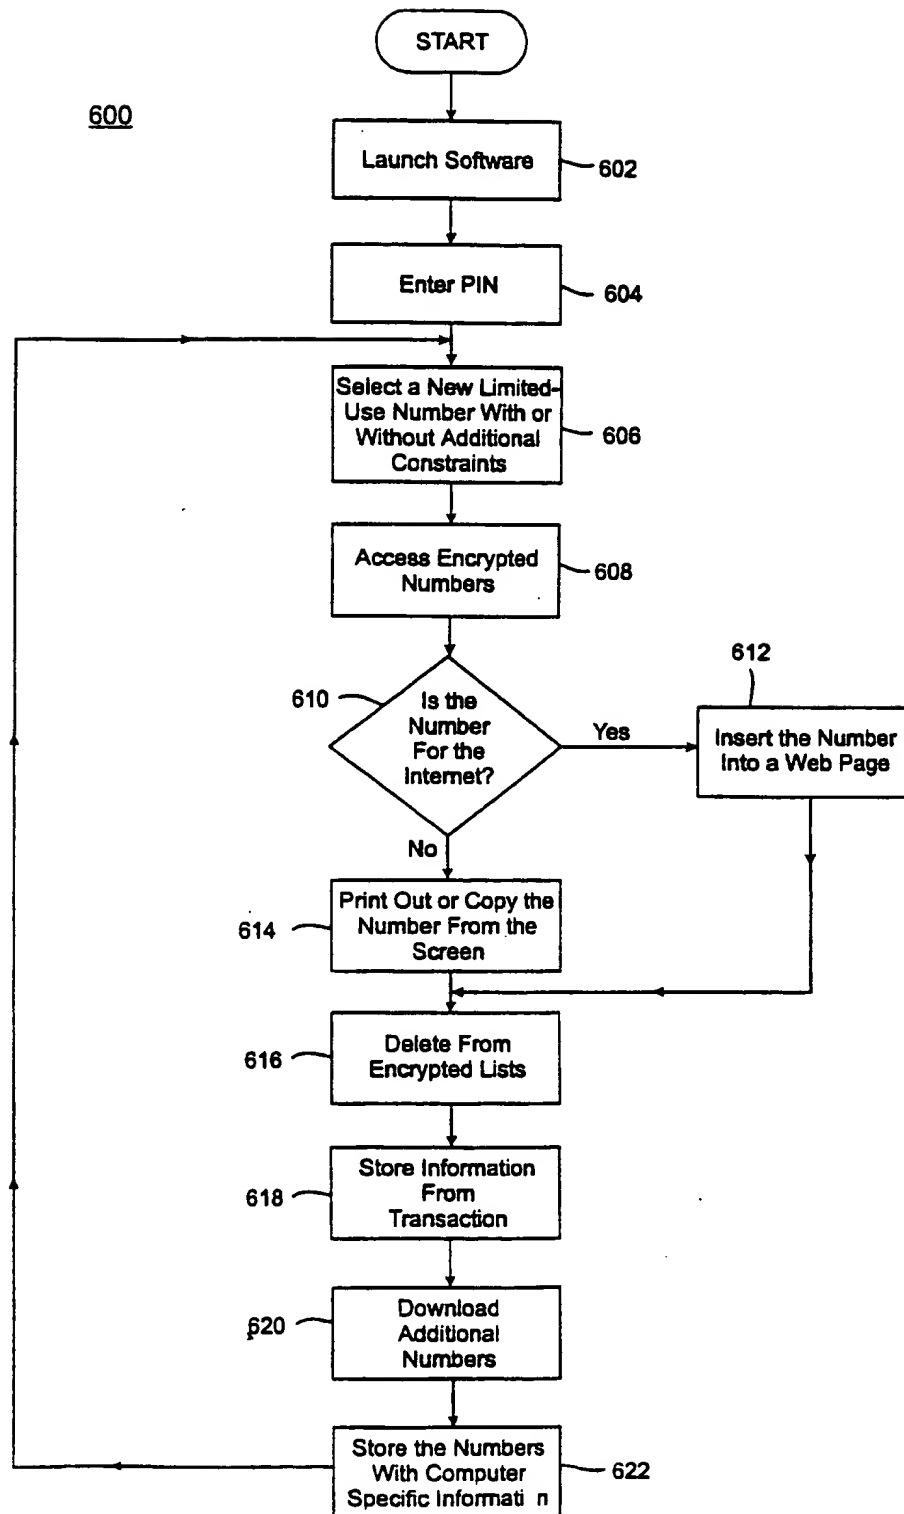 START
600
Launch Software
602
Enter PIN
604
Select a New Limited-
Use Number With or
Without Additional
Constraints
606
Access Encrypted
Numbers
608
610
Is the
Number
For the
Internet?
Yes
612
Insert the Number
Into a Web Page
No
614
Print Out or Copy the
Number From the
Screen
616
Delete From
Encrypted Lists
618
Store Information
From
Transaction
620
Download
Additional
Numbers
Store the Numbers
With Computer
Specific Informati n
622